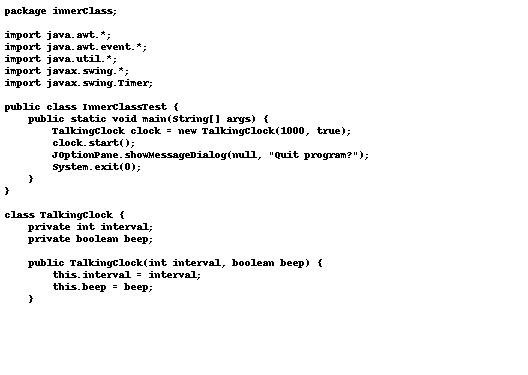 package innerClass;
import java.awt.*;
import java.awt.event.*;
import java.util.*;
import javax.swing.*;
import javax.swing.Timer;
public class InnerClassTest {
    public static void main(String[] args) {
        TalkingClock clock = new TalkingClock(1000, true);
        clock.start();
        JOptionPane.showMessageDialog(null, "Quit program?");
        System.exit(0);
    }
}
class TalkingClock {
    private int interval;
    private boolean beep;
    public TalkingClock(int interval, boolean beep) {
        this.interval = interval;
        this.beep = beep;
    }